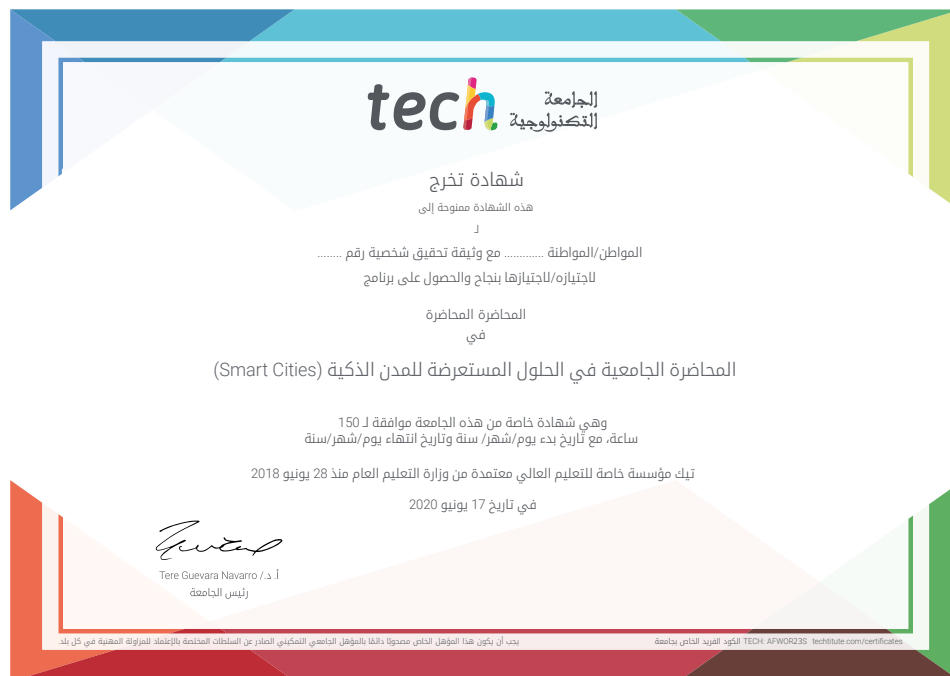 tech الجامعة
التكنولوجية
شهادة تخرج
هذه الشهادة ممنوحة إلى
لـ
المواطن/المواطنة ............ مع وثيقة تحقيق شخصية رقم ........
لاجتيازه/لاجتيازها بنجاح والحصول على برنامج
المحاضرة المحاضرة
في
المحاضرة الجامعية في الحلول المستعرضة للمدن الذكية (Smart Cities)
وهي شهادة خاصة من هذه الجامعة موافقة لـ 150
ساعة، مع تاريخ بدء يوم/شهر/ سنة وتاريخ انتهاء يوم/شهر/سنة
تيك مؤسسة خاصة للتعليم العالي معتمدة من وزارة التعليم العام منذ 28 يونيو 2018
في تاريخ 17 يونيو 2020
أ. د./ Tere Guevara Navarro
رئيس الجامعة
يجب أن يكون هذا المؤهل الخاص مصحوبًا دائمًا بالمؤهل الجامعي التمكيني الصادر عن السلطات المختصة بالإعتماد للمزاولة المهنية في كل بلد.
الكود الفريد الخاص بجامعة TECH: AFWOR23S techtitute.com/certificates